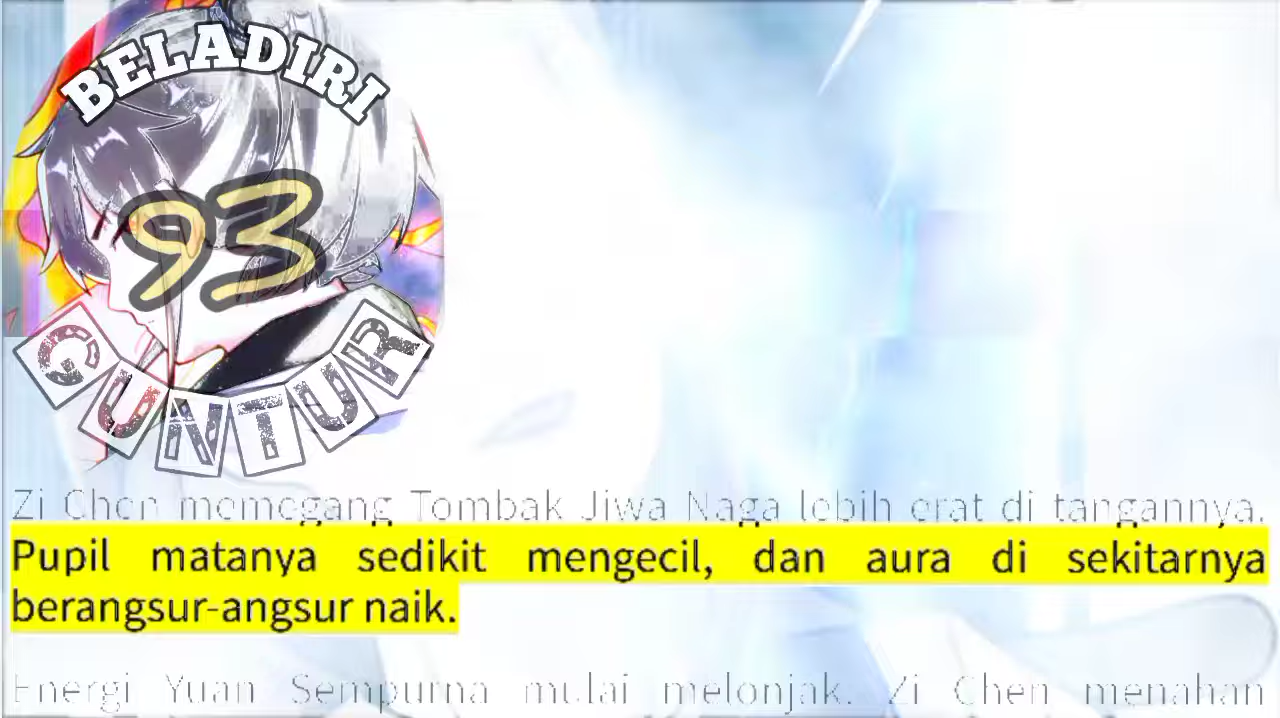 BELADIRI
93
GUNTUR
Zi Chen memegang Tombak Jiwa Naga lebih erat di tangannya.
Pupil matanya sedikit mengecil, dan aura di sekitarnya
berangsur-angsur naik.
Energi Yuan Sempurna mulai melonjak. Zi Chen menahan